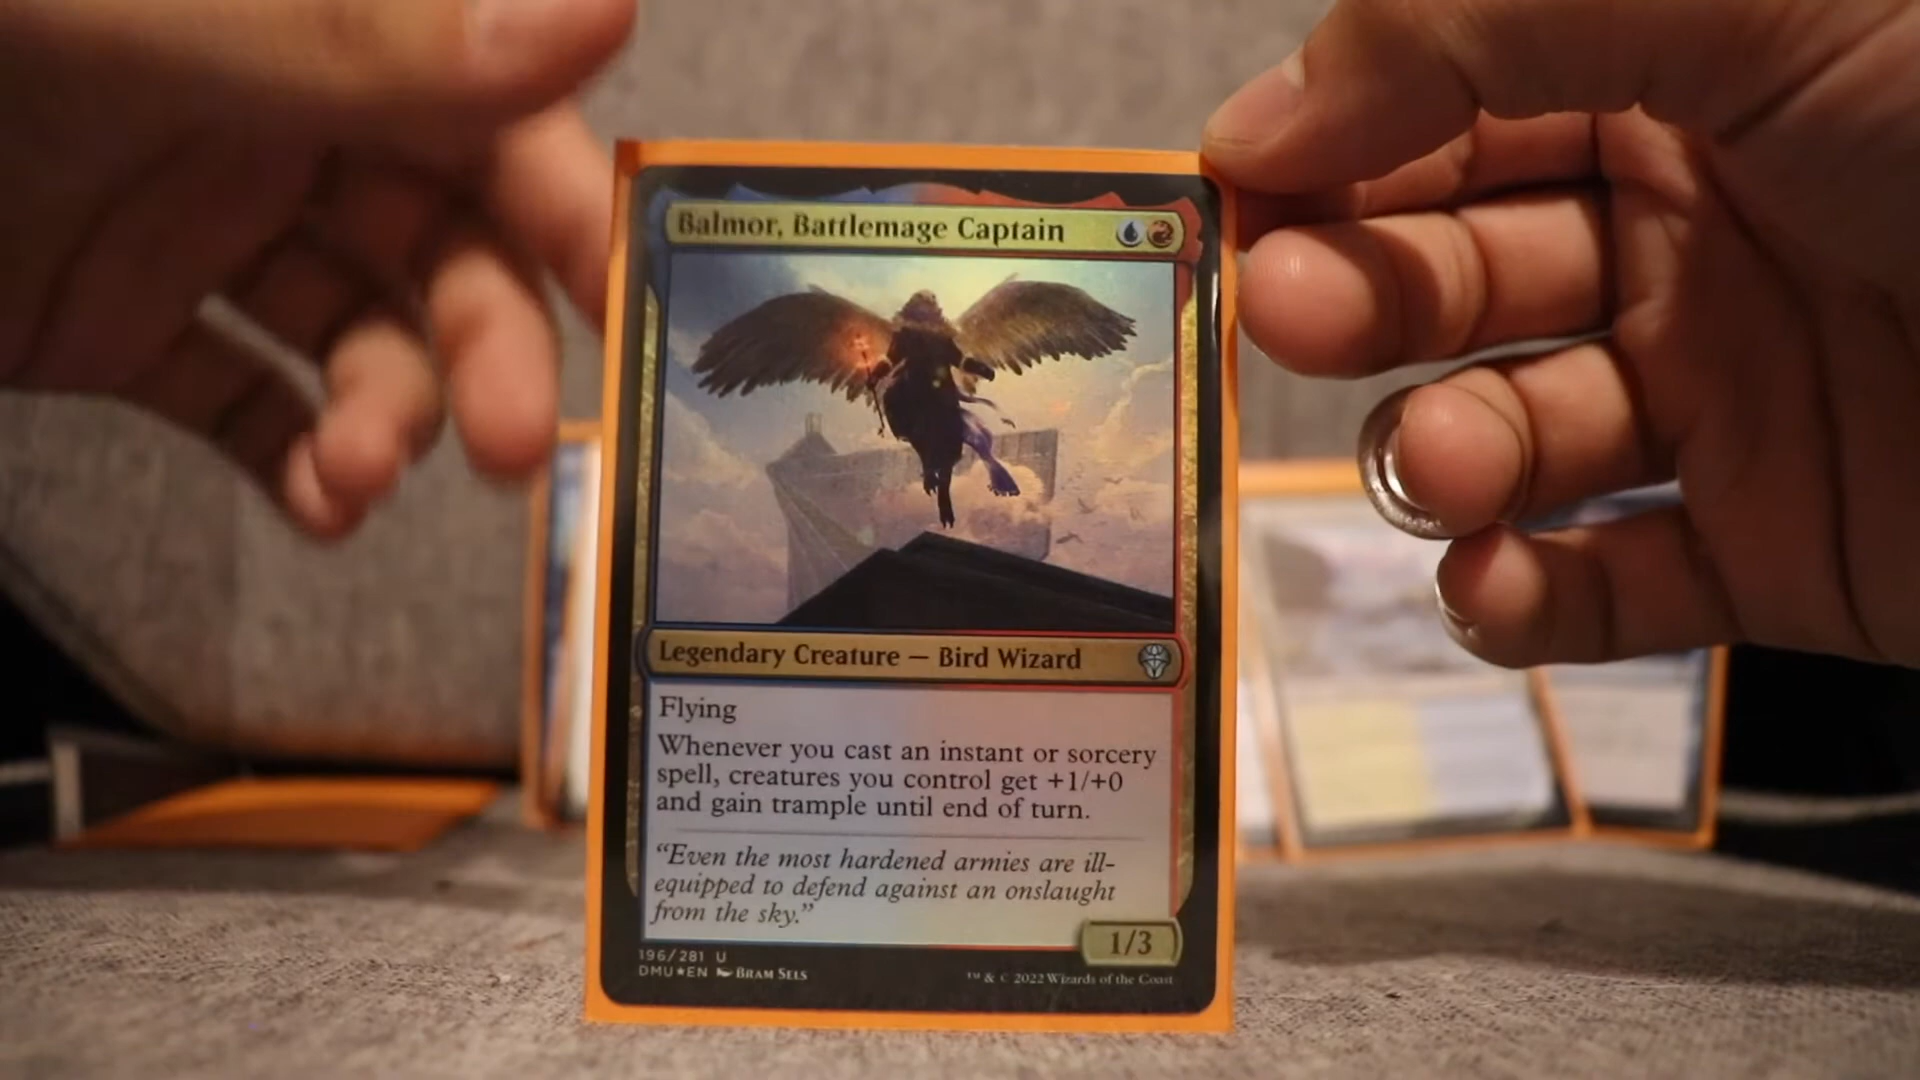 Balmor, Battlemage Captain
Legendary Creature — Bird Wizard
Flying
Whenever you cast an instant or sorcery
spell, creatures you control get +1/+0
and gain trample until end of turn.
“Even the most hardened armies are ill-
equipped to defend against an onslaught
from the sky.”
1/3
196/281 U
DMU★EN Bram Sels
™ & © 2022 Wizards of the Coast